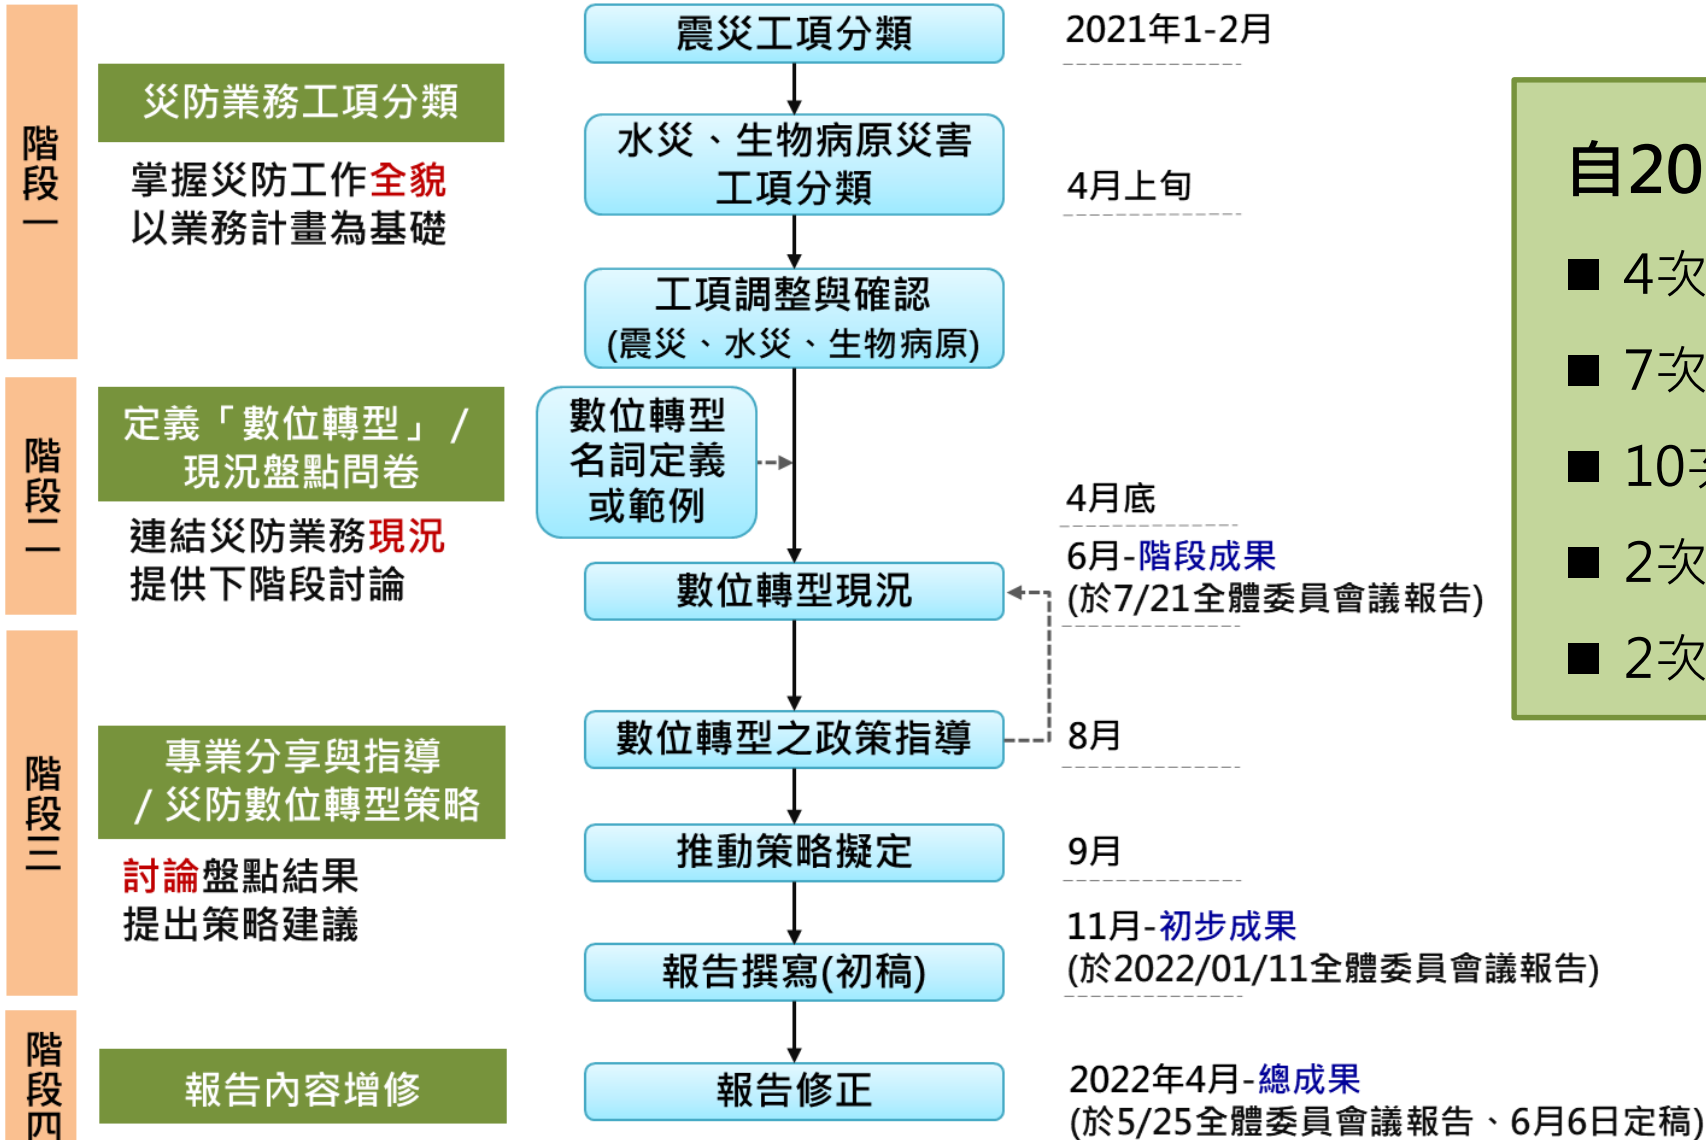 階段一
災防業務工項分類
掌握災防工作全貌
以業務計畫為基礎
震災工項分類
2021年1-2月
水災、生物病原災害
工項分類
4月上旬
工項調整與確認
(震災、水災、生物病原)
階段二
定義「數位轉型」/
現況盤點問卷
連結災防業務現況
提供下階段討論
數位轉型
名詞定義
或範例
4月底
數位轉型現況
6月-階段成果
(於7/21全體委員會議報告)
階段三
專業分享與指導
/災防數位轉型策略
討論盤點結果
提出策略建議
數位轉型之政策指導
8月
推動策略擬定
9月
報告撰寫(初稿)
11月-初步成果
(於2022/01/11全體委員會議報告)
階段四
報告內容增修
報告修正
2022年4月-總成果
(於5/25全體委員會議報告、6月6日定稿)
自20
■ 4次
■ 7次
■ 10
■ 2次
■ 2次